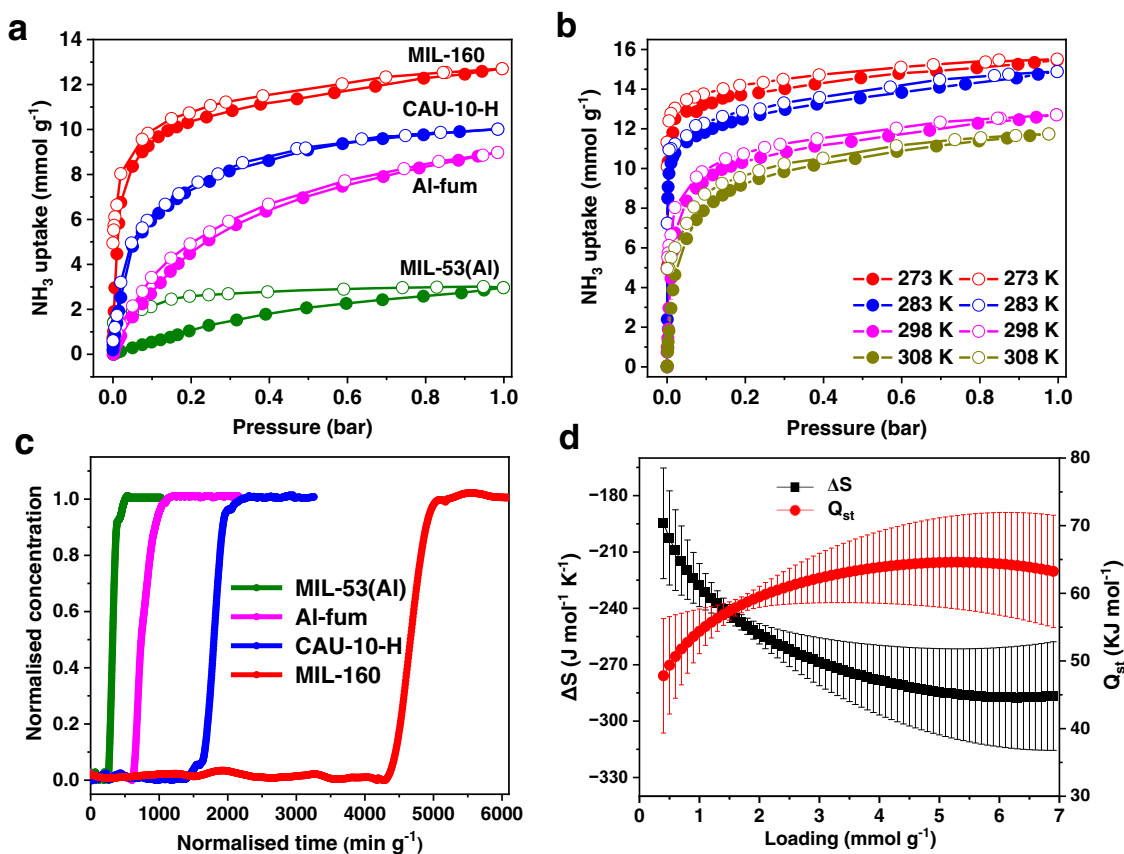 a
14
12
10
8
6
4
2
0
NH₃ uptake (mmol g⁻¹)
MIL-160
CAU-10-H
Al-fum
MIL-53(Al)
0.0 0.2 0.4 0.6 0.8 1.0
Pressure (bar)
b
16
14
12
10
8
6
4
2
0
NH₃ uptake (mmol g⁻¹)
273 K 273 K
283 K 283 K
298 K 298 K
308 K 308 K
0.0 0.2 0.4 0.6 0.8 1.0
Pressure (bar)
c
1.0
0.8
0.6
0.4
0.2
0.0
Normalised concentration
MIL-53(Al)
Al-fum
CAU-10-H
MIL-160
0 1000 2000 3000 4000 5000 6000
Normalised time (min g⁻¹)
d
−180
−210
−240
−270
−300
−330
ΔS (J mol⁻¹ K⁻¹)
ΔS
Qst
80
70
60
50
40
30
Qst (KJ mol⁻¹)
0 1 2 3 4 5 6 7
Loading (mmol g⁻¹)